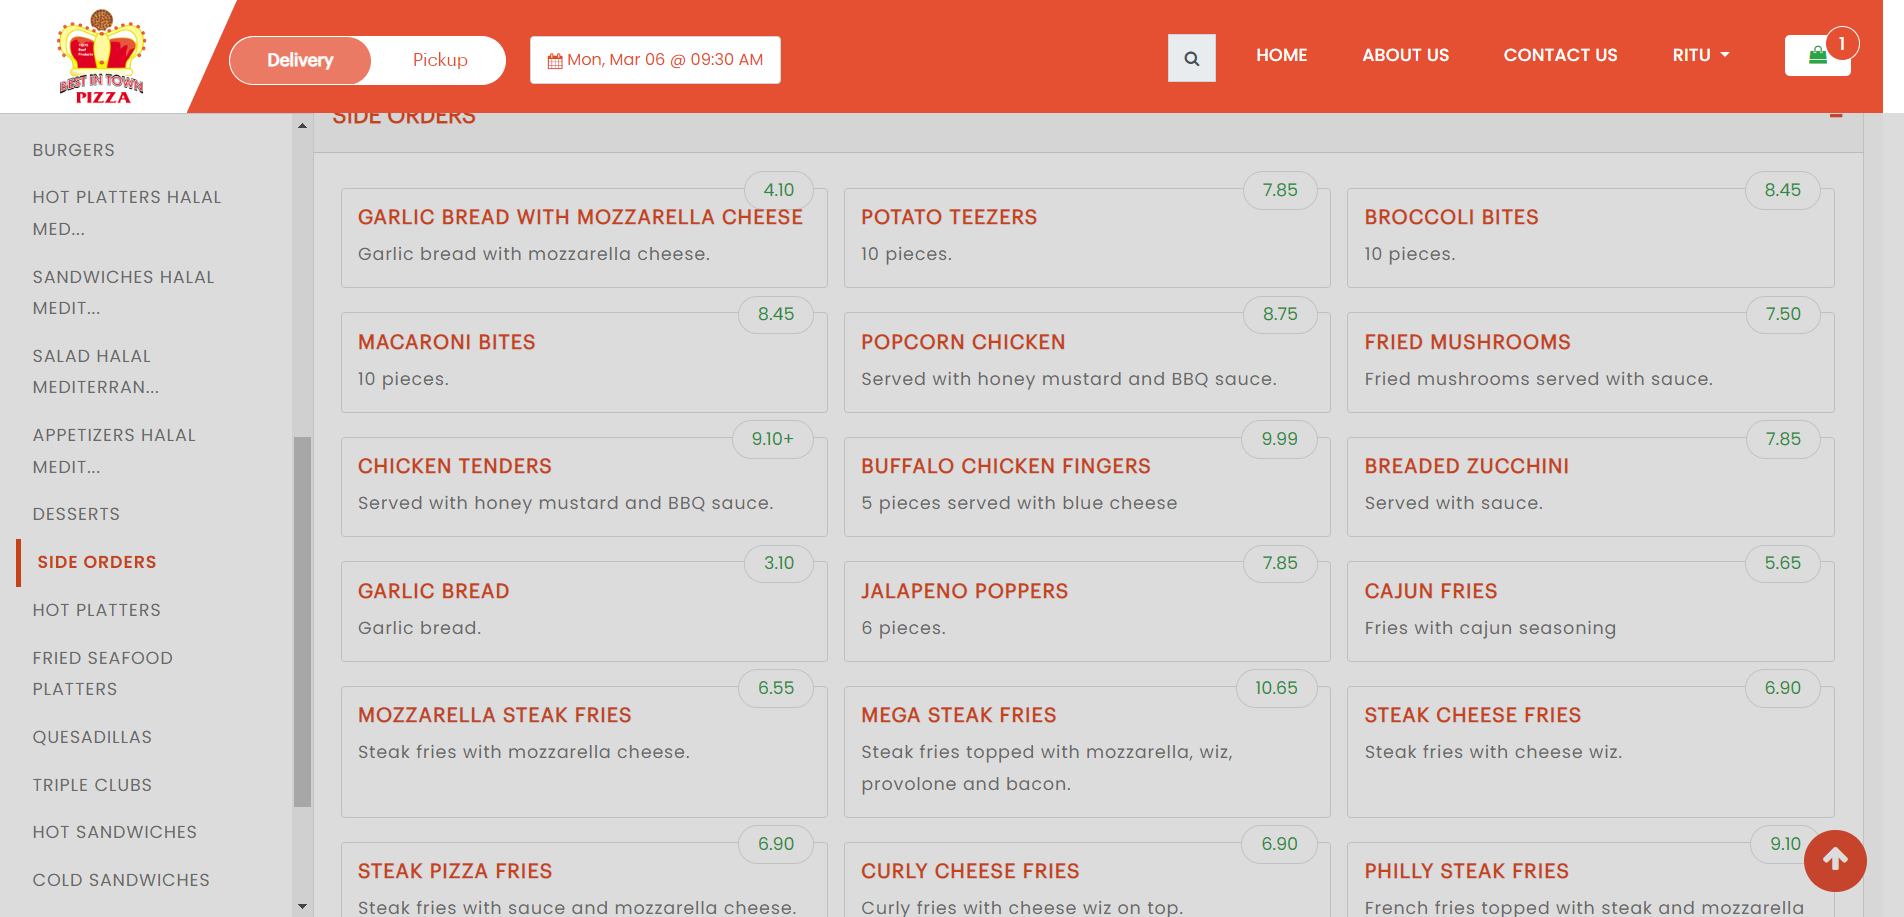 BEST IN TOWN
PIZZA
Delivery
Pickup
Mon, Mar 06 @ 09:30 AM
HOME
ABOUT US
CONTACT US
RITU
1
BURGERS
HOT PLATTERS HALAL
MED...
SANDWICHES HALAL
MEDIT...
SALAD HALAL
MEDITERRAN...
APPETIZERS HALAL
MEDIT...
DESSERTS
SIDE ORDERS
HOT PLATTERS
FRIED SEAFOOD
PLATTERS
QUESADILLAS
TRIPLE CLUBS
HOT SANDWICHES
COLD SANDWICHES
SIDE ORDERS
4.10
GARLIC BREAD WITH MOZZARELLA CHEESE
Garlic bread with mozzarella cheese.
7.85
POTATO TEEZERS
10 pieces.
8.45
BROCCOLI BITES
10 pieces.
8.45
MACARONI BITES
10 pieces.
8.75
POPCORN CHICKEN
Served with honey mustard and BBQ sauce.
7.50
FRIED MUSHROOMS
Fried mushrooms served with sauce.
9.10+
CHICKEN TENDERS
Served with honey mustard and BBQ sauce.
9.99
BUFFALO CHICKEN FINGERS
5 pieces served with blue cheese
7.85
BREADED ZUCCHINI
Served with sauce.
3.10
GARLIC BREAD
Garlic bread.
7.85
JALAPENO POPPERS
6 pieces.
5.65
CAJUN FRIES
Fries with cajun seasoning
6.55
MOZZARELLA STEAK FRIES
Steak fries with mozzarella cheese.
10.65
MEGA STEAK FRIES
Steak fries topped with mozzarella, wiz,
provolone and bacon.
6.90
STEAK CHEESE FRIES
Steak fries with cheese wiz.
6.90
STEAK PIZZA FRIES
Steak fries with sauce and mozzarella cheese.
6.90
CURLY CHEESE FRIES
Curly fries with cheese wiz on top.
9.10
PHILLY STEAK FRIES
French fries topped with steak and mozzarella